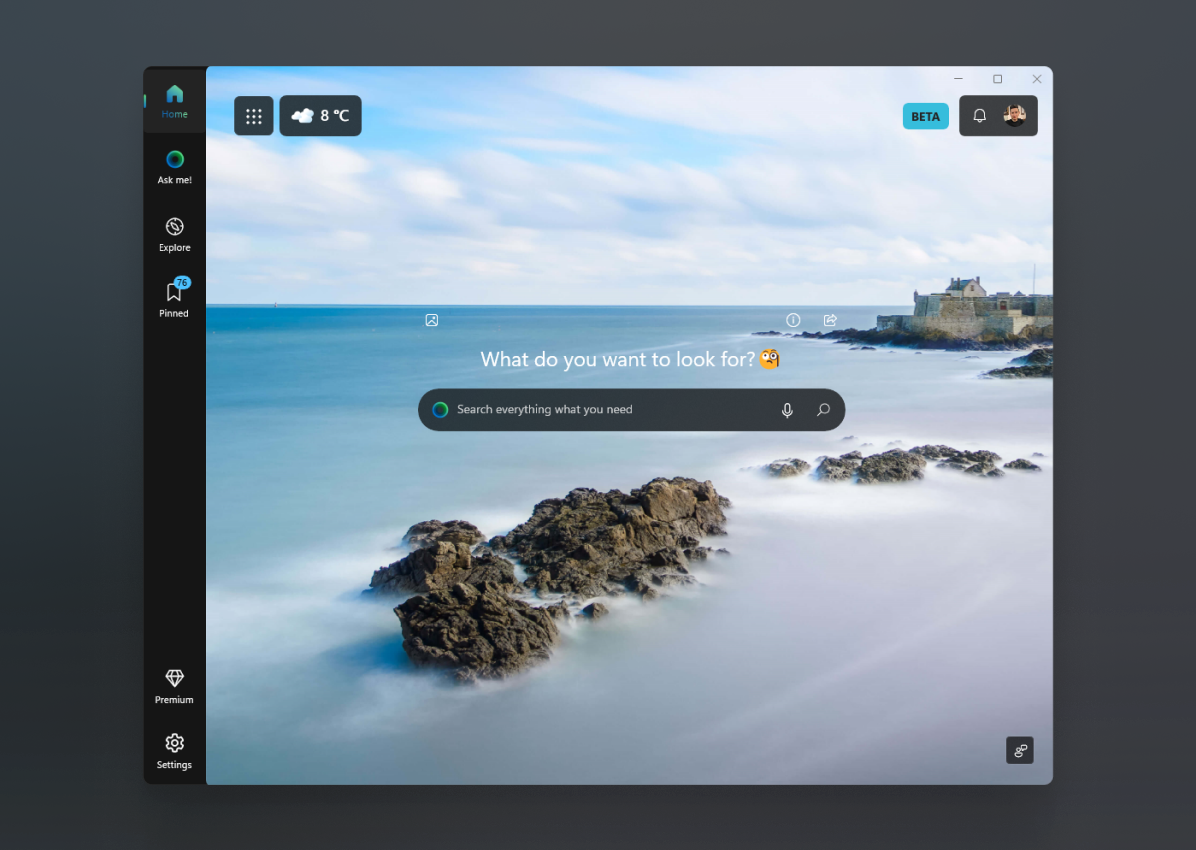 Home
Ask me!
Explore
76
Pinned
Premium
Settings
8 °C
BETA
What do you want to look for?🧐
Search everything what you need